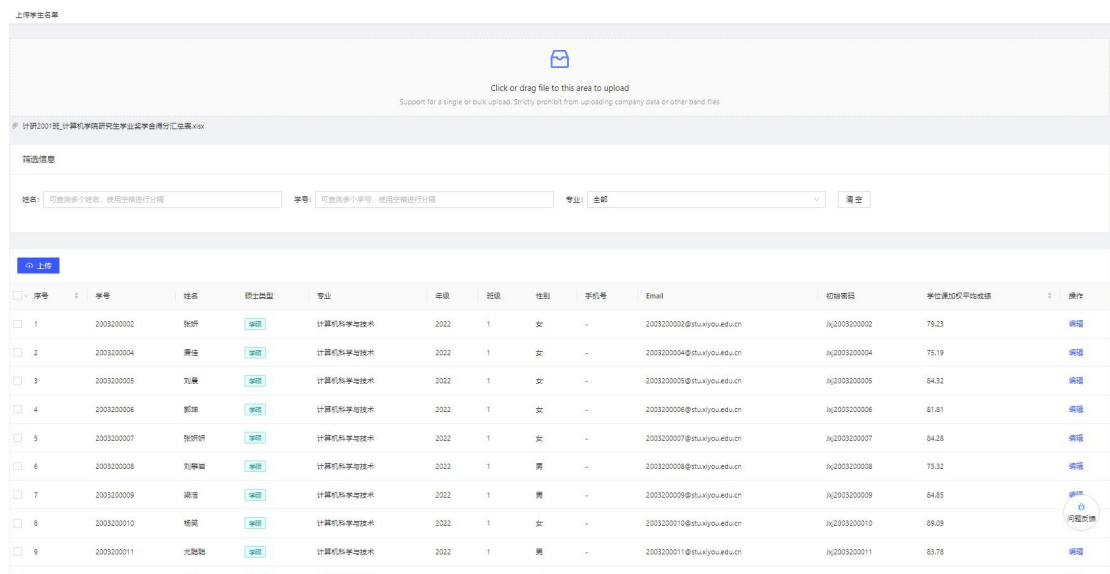 上传学生名单
Click or drag file to this area to upload
Support for a single or bulk upload. Strictly prohibit from uploading company data or other band files
计研2001班_计算机学院研究生学业奖学金得分汇总表.xlsx
筛选信息
姓名: 可查询多个姓名，使用空格进行分隔 学号: 可查询多个学号，使用空格进行分隔 专业: 全部 清 空
上传
序号 学号 姓名 硕士类型 专业 年级 班级 性别 手机号 Email 初始密码 学位课加权平均成绩 操作
1 2003200002 张妍 学硕 计算机科学与技术 2022 1 女 - 2003200002@stu.xiyou.edu.cn Jxj2003200002 79.23 编辑
2 2003200004 唐佳 学硕 计算机科学与技术 2022 1 女 - 2003200004@stu.xiyou.edu.cn Jxj2003200004 75.19 编辑
3 2003200005 刘晨 学硕 计算机科学与技术 2022 1 女 - 2003200005@stu.xiyou.edu.cn Jxj2003200005 84.32 编辑
4 2003200006 郭坤 学硕 计算机科学与技术 2022 1 女 - 2003200006@stu.xiyou.edu.cn Jxj2003200006 81.81 编辑
5 2003200007 张妍妍 学硕 计算机科学与技术 2022 1 女 - 2003200007@stu.xiyou.edu.cn Jxj2003200007 84.28 编辑
6 2003200008 刘攀 学硕 计算机科学与技术 2022 1 男 - 2003200008@stu.xiyou.edu.cn Jxj2003200008 75.32 编辑
7 2003200009 梁浩 学硕 计算机科学与技术 2022 1 男 - 2003200009@stu.xiyou.edu.cn Jxj2003200009 84.85 编辑
8 2003200010 杨笑 学硕 计算机科学与技术 2022 1 女 - 2003200010@stu.xiyou.edu.cn Jxj2003200010 89.09
问题反馈
9 2003200011 尤聪聪 学硕 计算机科学与技术 2022 1 男 - 2003200011@stu.xiyou.edu.cn Jxj2003200011 83.78 编辑